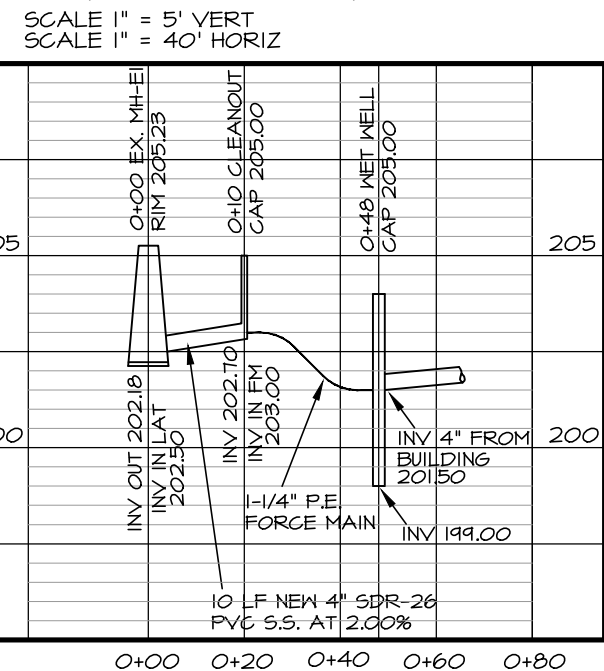 SCALE 1" = 5' VERT
SCALE 1" = 40' HORIZ
0+00 EX. MH-E1
RIM 205.23
0+10 CLEANOUT
CAP 205.00
0+48 WET WELL
CAP 205.00
05
205
INV OUT 202.18
INV IN LAT
202.50
INV 202.70
INV IN FM
203.00
00
200
INV 4" FROM
BUILDING
201.50
1-1/4" P.E.
FORCE MAIN
INV 199.00
10 LF NEW 4" SDR-26
PVC S.S. AT 2.00%
0+00
0+20
0+40
0+60
0+80